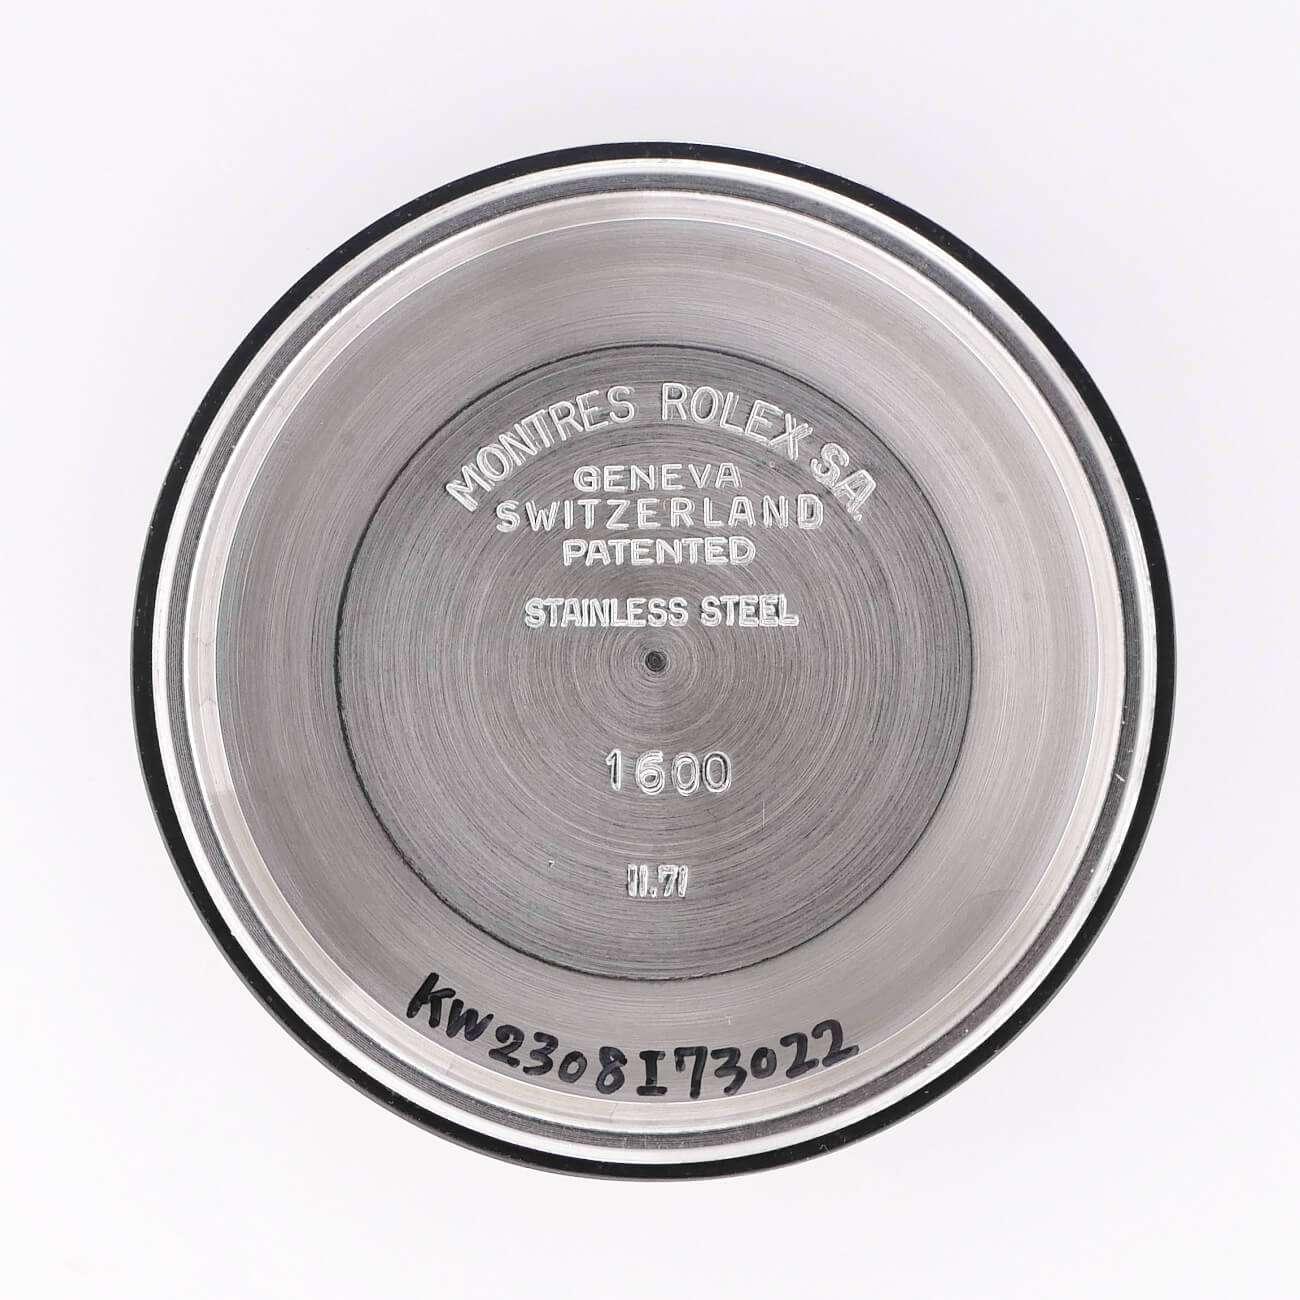 MONTRES ROLEX S.A.
GENEVA
SWITZERLAND
PATENTED
STAINLESS STEEL
1600
II.71
KW2308I73022